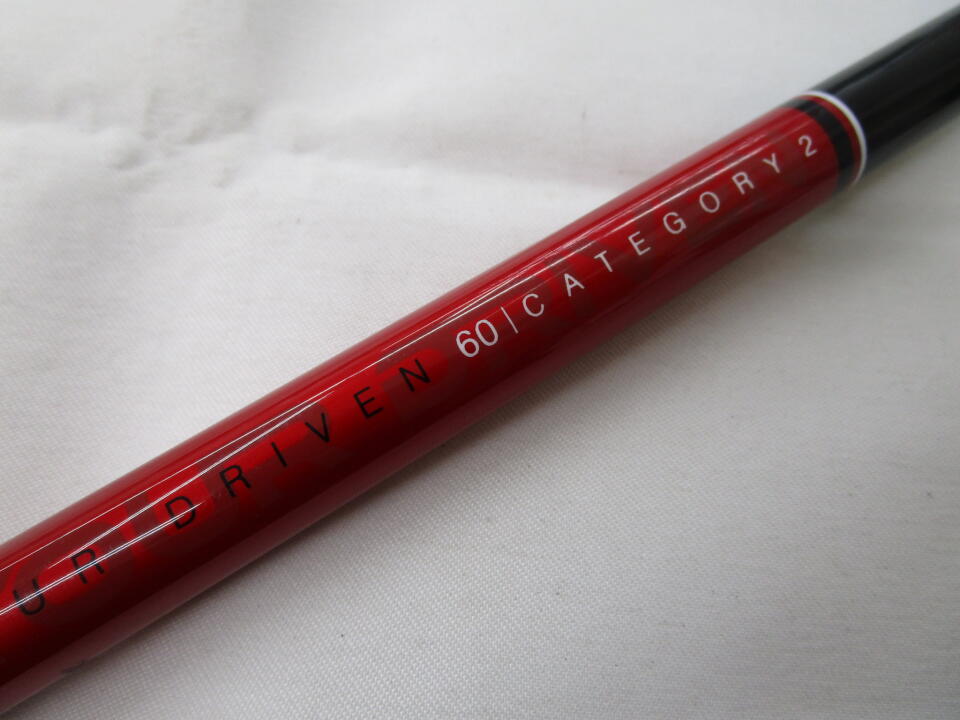 UR DRIVEN 60 | CATEGORY 2